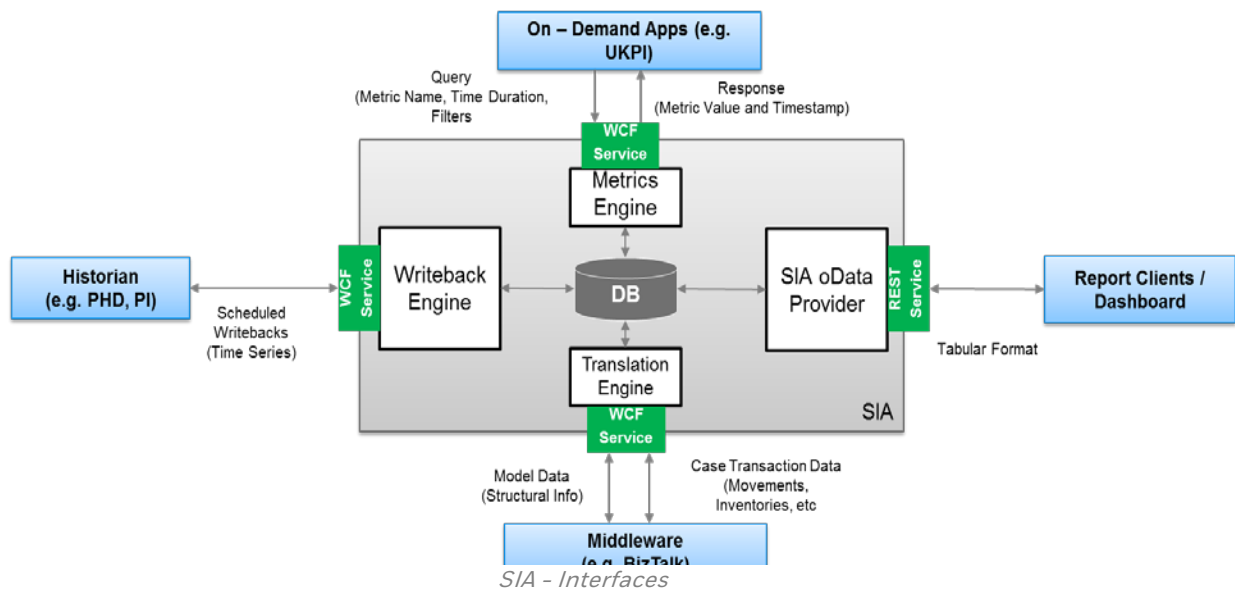 On – Demand Apps (e.g.
UKPI)
Query
(Metric Name, Time Duration,
Filters
Response
(Metric Value and Timestamp)
WCF
Service
Metrics
Engine
Historian
(e.g. PHD, PI)
Scheduled
Writebacks
(Time Series)
WCF
Service
Writeback
Engine
DB
SIA oData
Provider
REST
Service
Report Clients /
Dashboard
Tabular Format
Translation
Engine
WCF
Service
SIA
Model Data
(Structural Info)
Case Transaction Data
(Movements,
Inventories, etc
Middleware
(e.g. BizTalk)
SIA – Interfaces